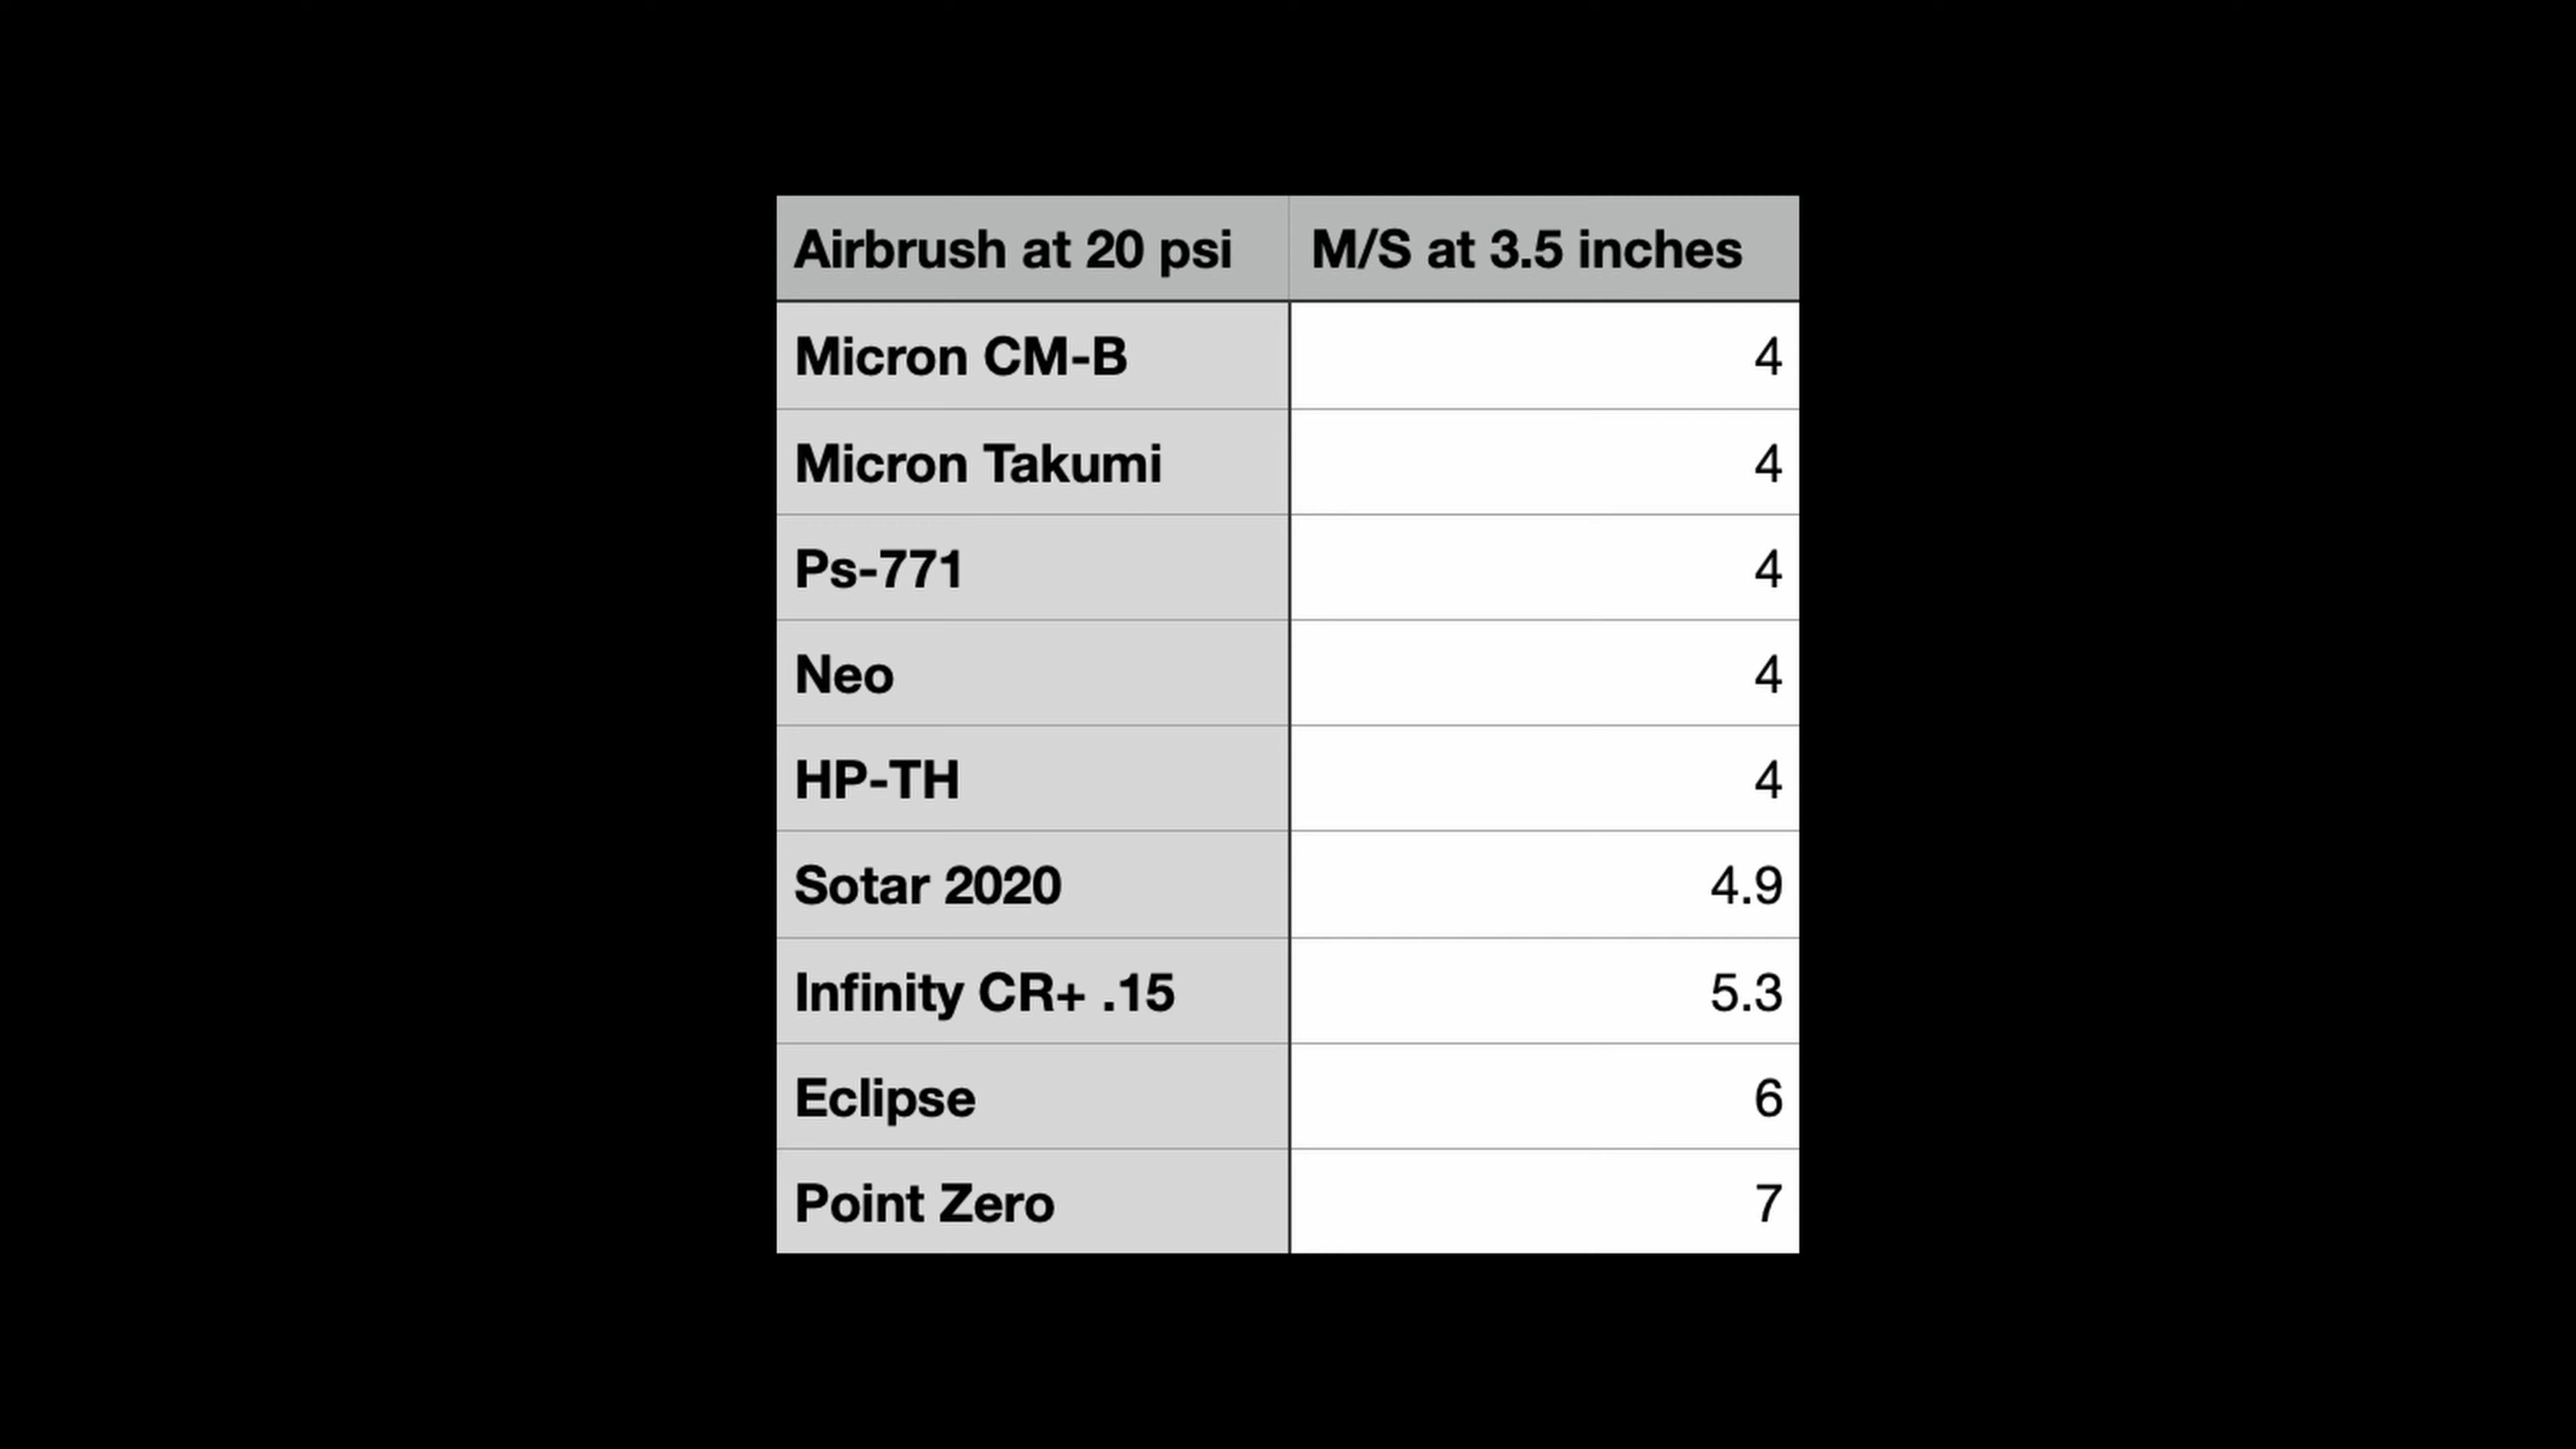 Airbrush at 20 psi M/S at 3.5 inches
Micron CM-B 4
Micron Takumi 4
Ps-771 4
Neo 4
HP-TH 4
Sotar 2020 4.9
Infinity CR+ .15 5.3
Eclipse 6
Point Zero 7